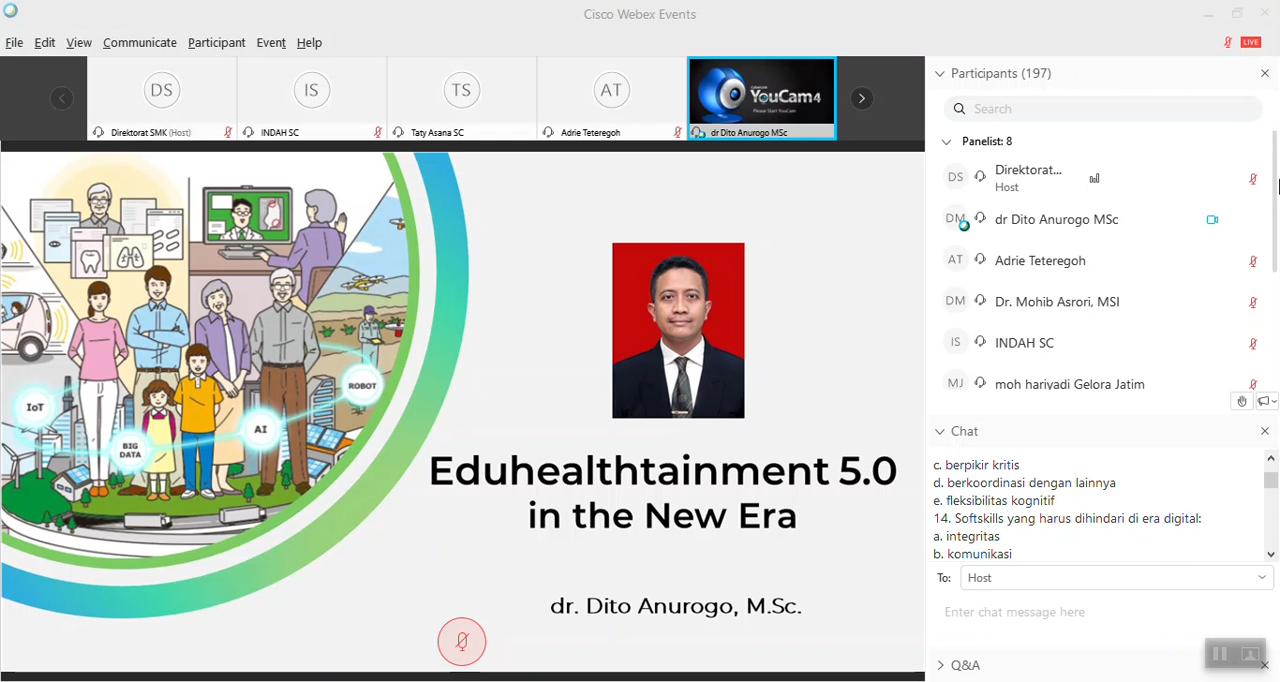 Cisco Webex Events
File Edit View Communicate Participant Event Help
LIVE
DS
Direktorat SMK (Host)
IS
INDAH SC
TS
Taty Asana SC
AT
Adrie Teteregoh
YouCam 4
Please Start YouCam
dr Dito Anurogo MSc
IoT
BIG
DATA
AI
ROBOT
Eduhealthtainment 5.0
in the New Era
dr. Dito Anurogo, M.Sc.
Participants (197)
Search
Panelist: 8
DS
Direktorat...
Host
DM
dr Dito Anurogo MSc
AT
Adrie Teteregoh
DM
Dr. Mohib Asrori, MSI
IS
INDAH SC
MJ
moh hariyadi Gelora Jatim
Chat
c. berpikir kritis
d. berkoordinasi dengan lainnya
e. fleksibilitas kognitif
14. Softskills yang harus dihindari di era digital:
a. integritas
b. komunikasi
To: Host
Enter chat message here
Q&A